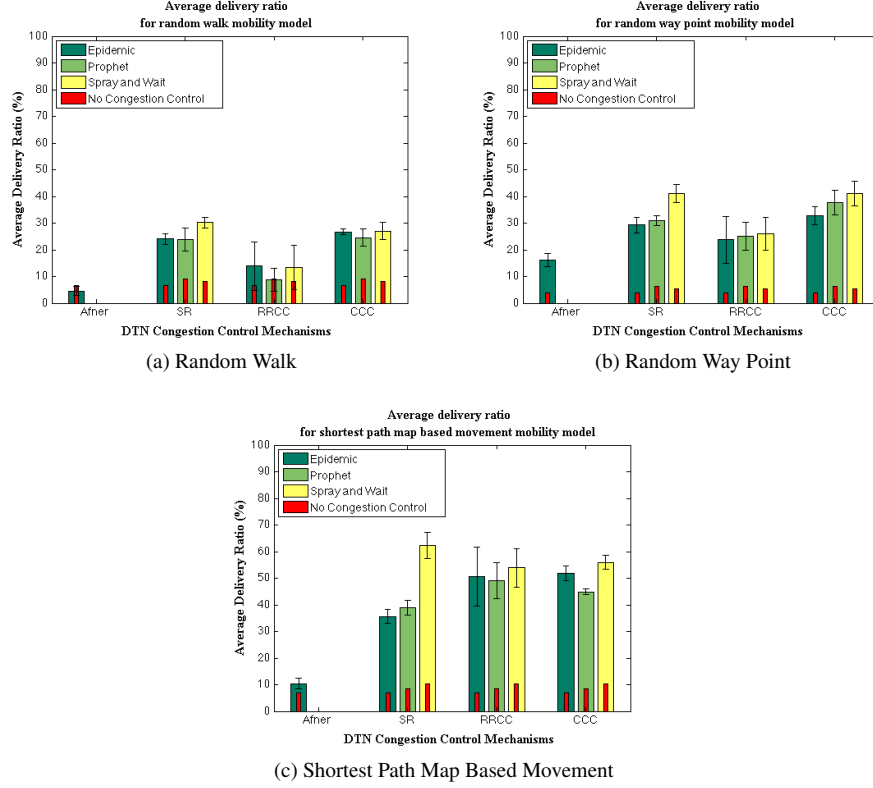 Average delivery ratio
for random walk mobility model
100
90
80
70
60
50
40
30
20
10
0
Average Delivery Ratio (%)
Epidemic
Prophet
Spray and Wait
No Congestion Control
Afner
SR
RRCC
CCC
DTN Congestion Control Mechanisms
(a) Random Walk
Average delivery ratio
for random way point mobility model
100
90
80
70
60
50
40
30
20
10
0
Average Delivery Ratio (%)
Epidemic
Prophet
Spray and Wait
No Congestion Control
Afner
SR
RRCC
CCC
DTN Congestion Control Mechanisms
(b) Random Way Point
Average delivery ratio
for shortest path map based movement mobility model
100
90
80
70
60
50
40
30
20
10
0
Average Delivery Ratio (%)
Epidemic
Prophet
Spray and Wait
No Congestion Control
Afner
SR
RRCC
CCC
DTN Congestion Control Mechanisms
(c) Shortest Path Map Based Movement